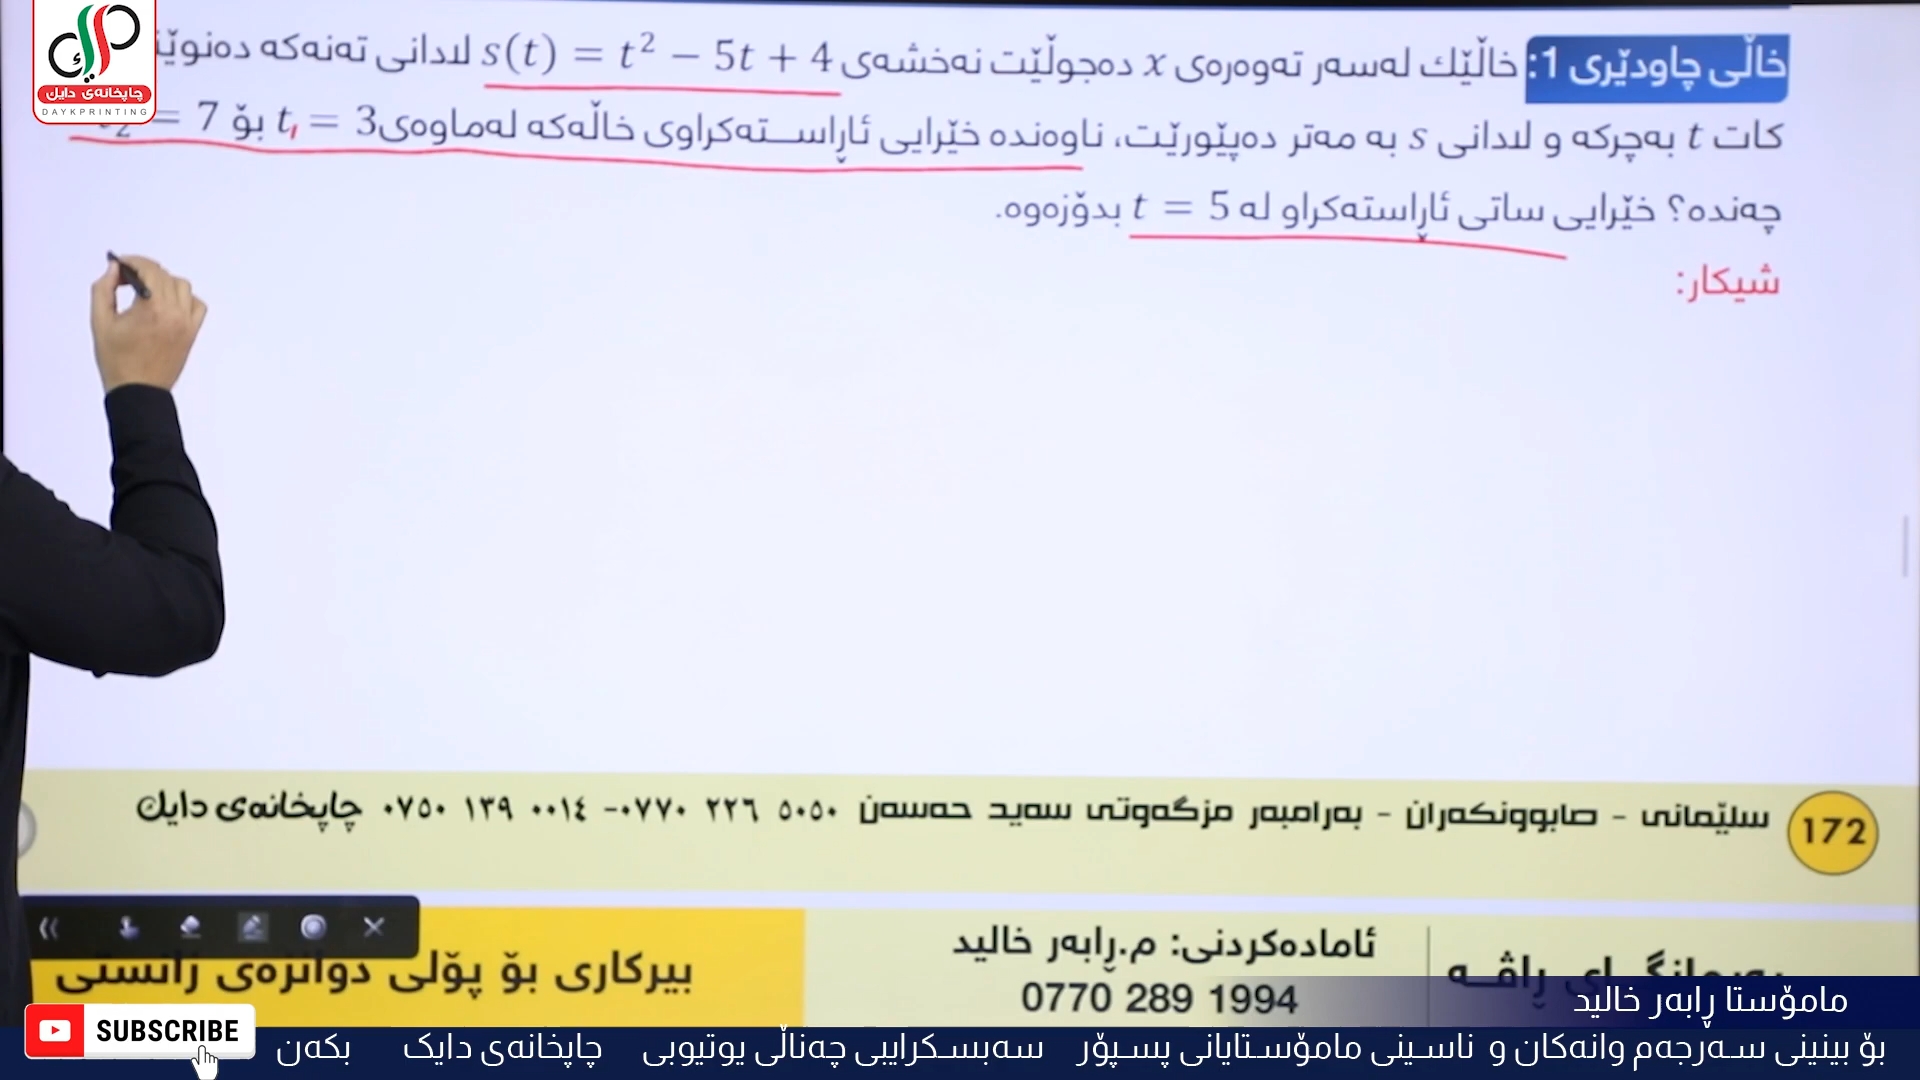 خاڵی چاودێری 1: خاڵێك لەسەر تەوەرەی x دەجوڵێت نەخشەی s(t) = t² − 5t + 4 لادانی تەنەکە دەنوێنێ
کات t بەچرکە و لادانی s بە مەتر دەپێورێت، ناوەندە خێرایی ئاڕاستەکراوی خاڵەکە لەماوەی t₁ = 3 بۆ t₂ = 7
چەندە؟ خێرایی ساتی ئاڕاستەکراو لە t = 5 بدۆزەوە.
شیکار:
چاپخانەی دایك
DAYKPRINTING
172 سلێمانی - صابوونکەران - بەرامبەر مزگەوتی سەید حەسەن ٥٠٥٠ ٢٢٦ ٠٧٧٠- ٠٠١٤ ١٣٩ ٠٧٥٠ چاپخانەی دایك
ئامادەکردنی: م.ڕابەر خالید
0770 289 1994
بیرکاری بۆ پۆلی دوانزەی زانستی
مامۆستا ڕابەر خالید
SUBSCRIBE
بۆ بینینی سەرجەم وانەکان و ناسینی مامۆستایانی پسپۆڕ سەبسکرایبی چەناڵی یوتیوبی چاپخانەی دایک بکەن